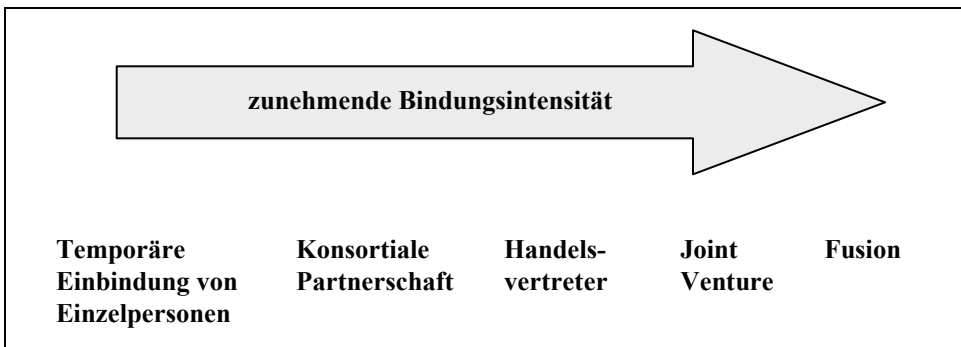 zunehmende Bindungsintensität
Temporäre Einbindung von Einzelpersonen
Konsortiale Partnerschaft
Handels-
vertreter
Joint Venture
Fusion